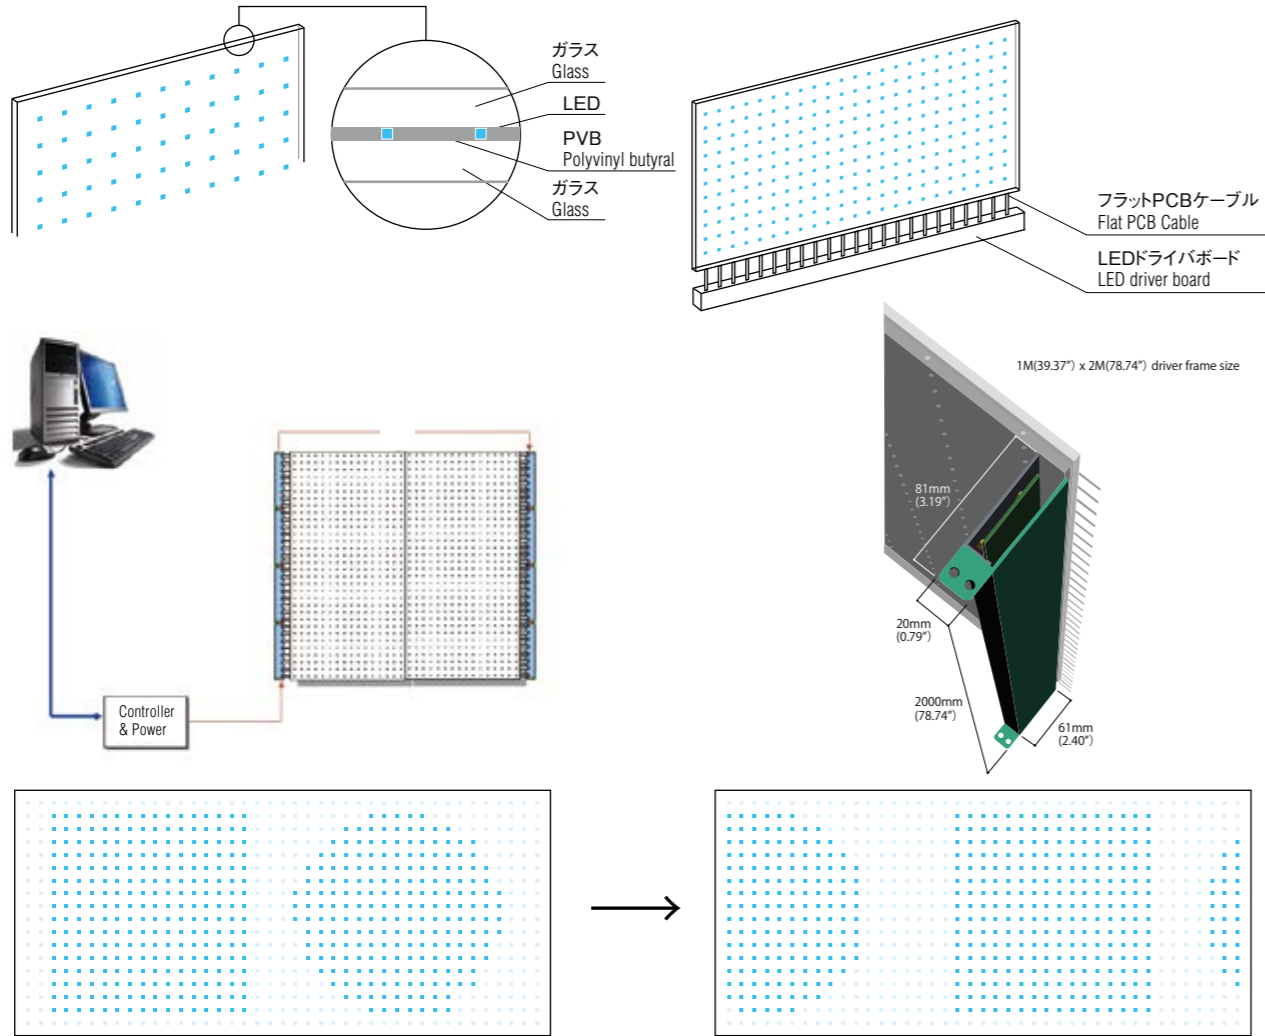 ガラス
Glass
LED
PVB
Polyvinyl butyral
ガラス
Glass
フラットPCBケーブル
Flat PCB Cable
LEDドライバボード
LED driver board
1M(39.37″) x 2M(78.74″) driver frame size
81mm
(3.19″)
20mm
(0.79″)
2000mm
(78.74″)
61mm
(2.40″)
Controller
& Power